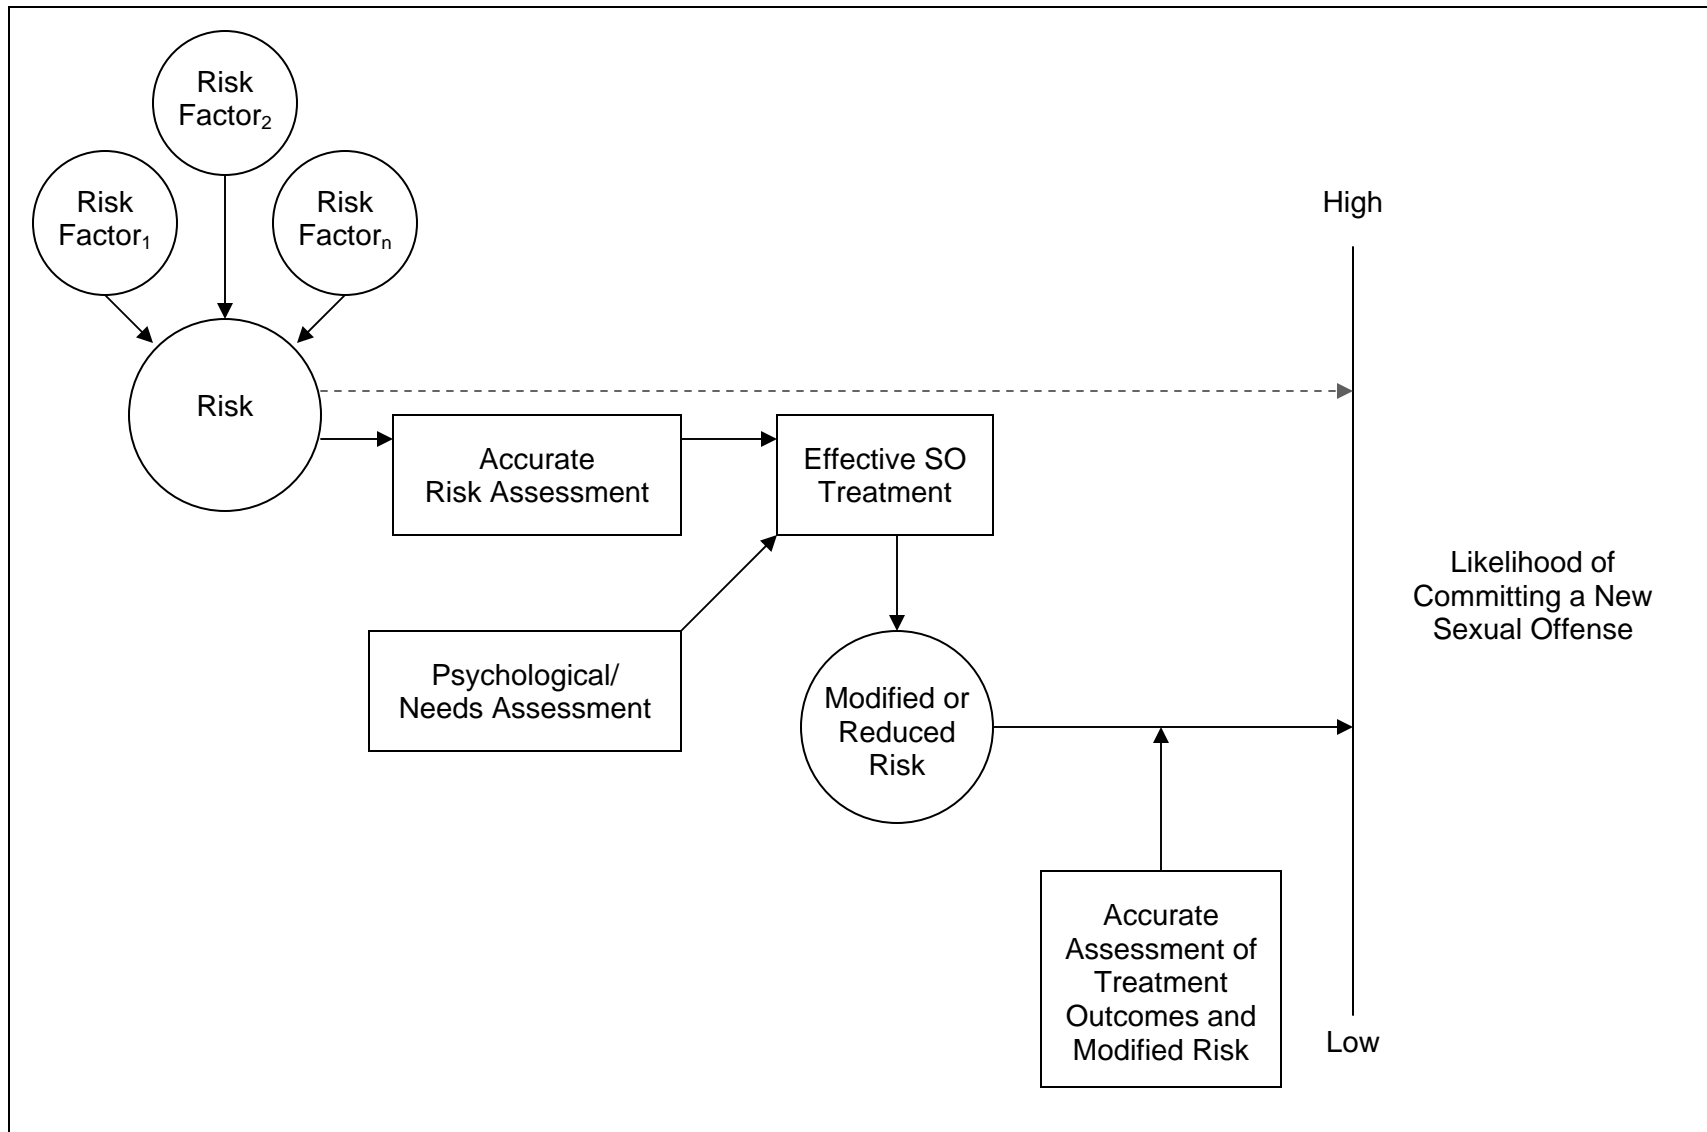 Risk
Factor₂
Risk
Factor₁
Risk
Factorₙ
High
Risk
Accurate
Risk Assessment
Effective SO
Treatment
Likelihood of
Committing a New
Sexual Offense
Psychological/
Needs Assessment
Modified or
Reduced
Risk
Accurate
Assessment of
Treatment
Outcomes and
Modified Risk
Low